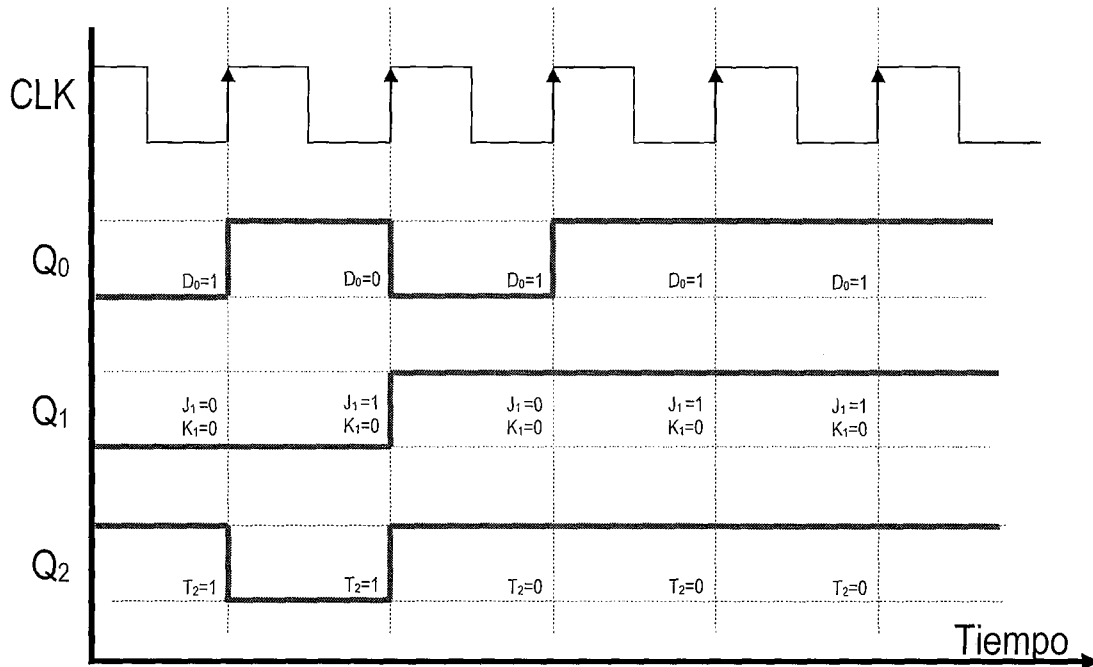 CLK
Q₀
D₀=1 D₀=0 D₀=1 D₀=1 D₀=1
Q₁
J₁=0 J₁=1 J₁=0 J₁=1 J₁=1
K₁=0 K₁=0 K₁=0 K₁=0 K₁=0
Q₂
T₂=1 T₂=1 T₂=0 T₂=0 T₂=0
Tiempo